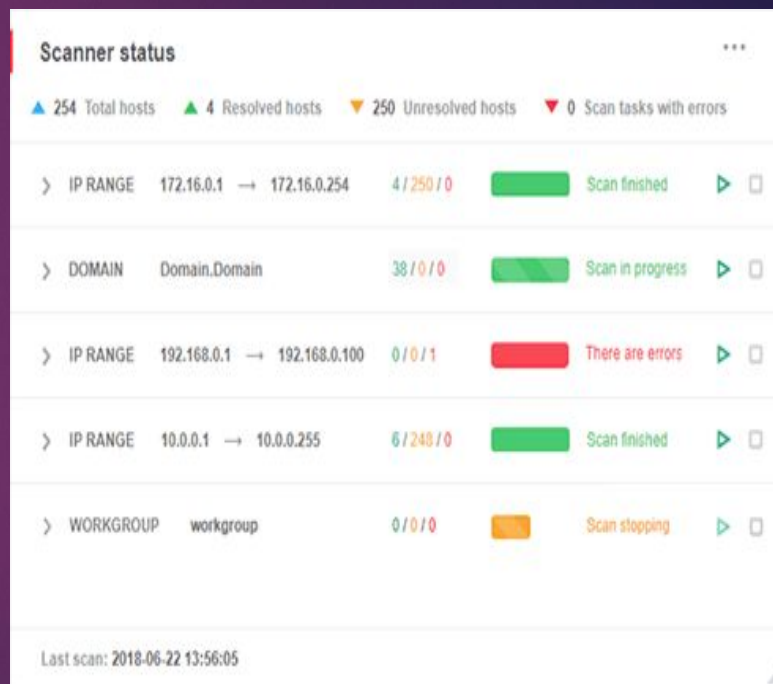 Scanner status
254 Total hosts 4 Resolved hosts 250 Unresolved hosts 0 Scan tasks with errors
IP RANGE 172.16.0.1 → 172.16.0.254 4 / 250 / 0 Scan finished
DOMAIN Domain.Domain 38 / 0 / 0 Scan in progress
IP RANGE 192.168.0.1 → 192.168.0.100 0 / 0 / 1 There are errors
IP RANGE 10.0.0.1 → 10.0.0.255 6 / 248 / 0 Scan finished
WORKGROUP workgroup 0 / 0 / 0 Scan stopping
Last scan: 2018-06-22 13:56:05